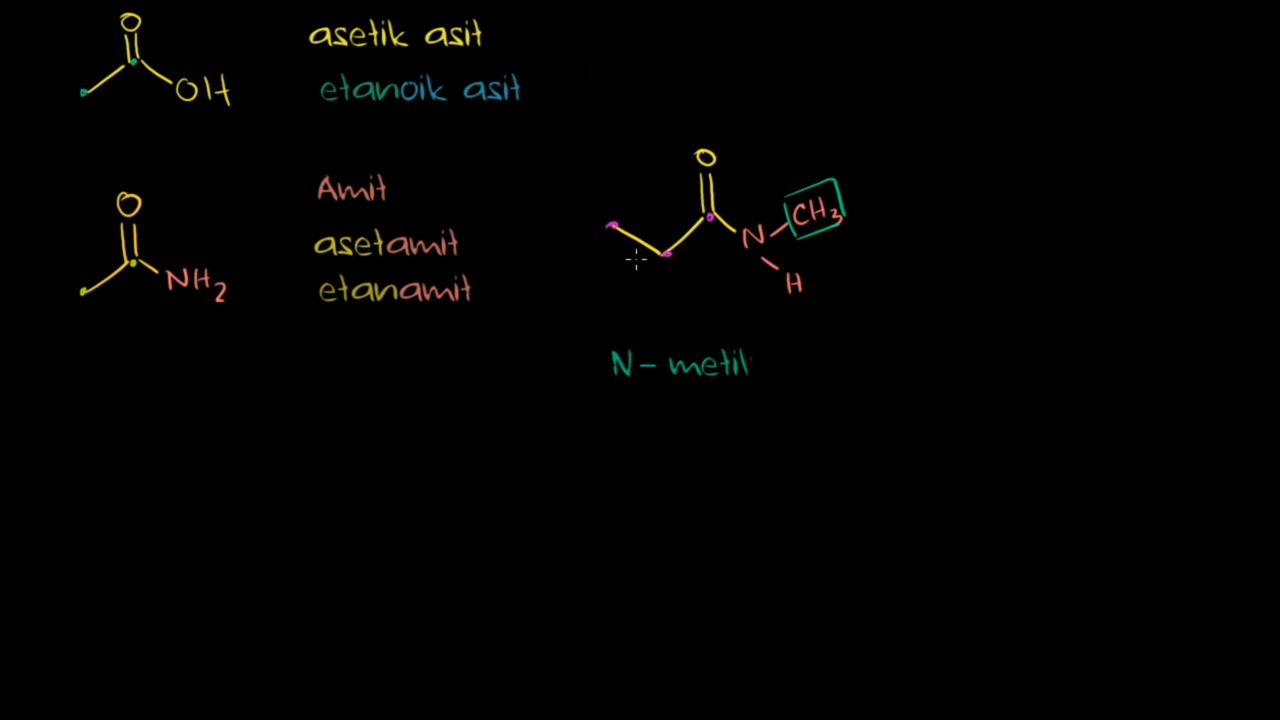 O
OH
asetik asit
etanoik asit
O
NH2
Amit
asetamit
etanamit
O
N
CH3
H
N-metil